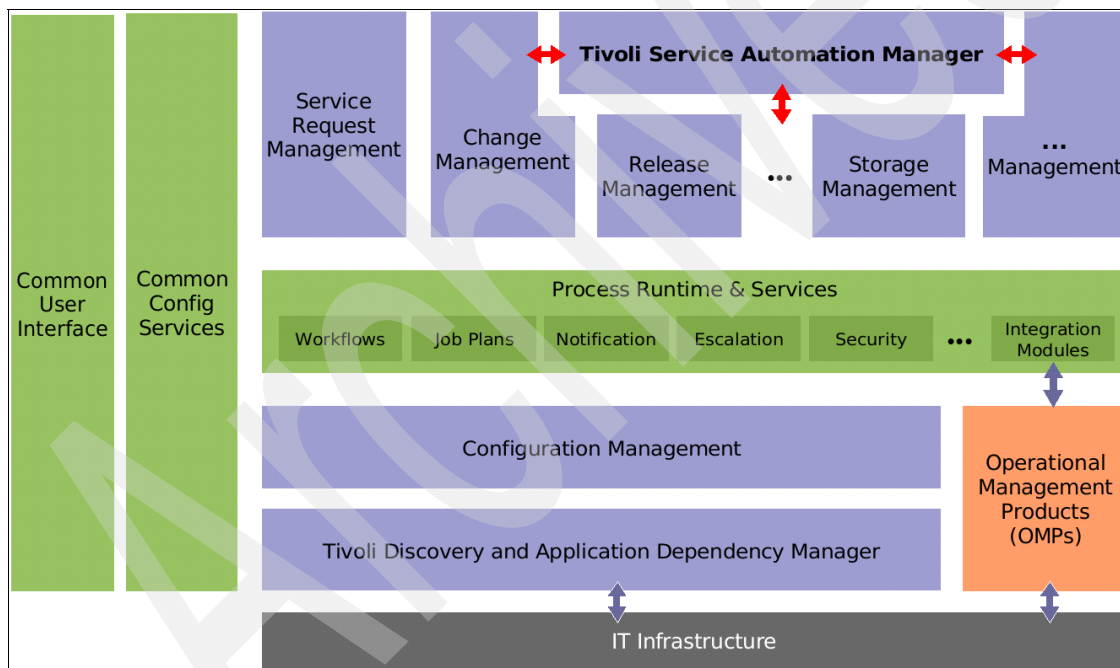 Tivoli Service Automation Manager
Service
Request
Management
Change
Management
Release
Management
...
Storage
Management
...
Management
Common
User
Interface
Common
Config
Services
Process Runtime & Services
Workflows
Job Plans
Notification
Escalation
Security
...
Integration
Modules
Configuration Management
Operational
Management
Products
(OMPs)
Tivoli Discovery and Application Dependency Manager
IT Infrastructure